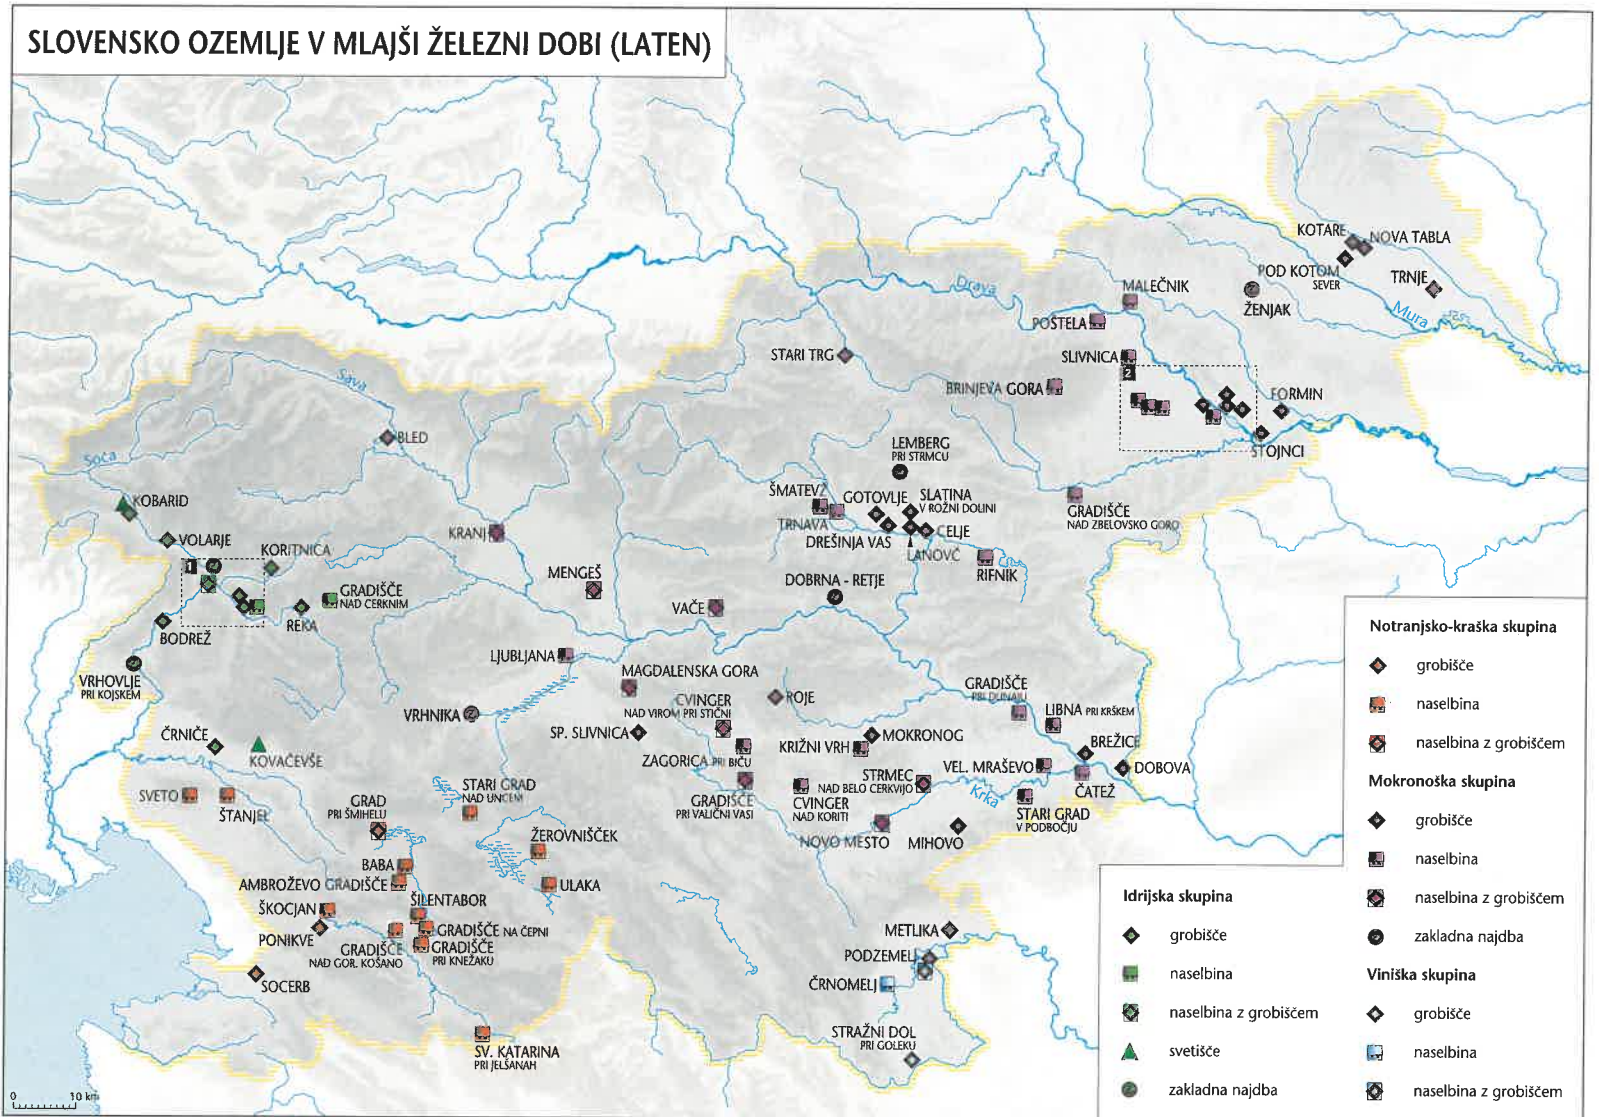 SLOVENSKO OZEMLJE V MLAJŠI ŽELEZNI DOBI (LATEN)
KOTARE
NOVA TABLA
POD KOTOM
SEVER
TRNJE
ŽENJAK
Mura
Drava
MALEČNIK
POŠTELA
SLIVNICA
2
STARI TRG
BRINJEVA GORA
FORMIN
STOJNCI
Sava
BLED
Soča
LEMBERG
PRI STRMCU
KOBARID
ŠMATEVŽ
GOTOVLJE
SLATINA
V ROŽNI DOLINI
TRNAVA
DREŠINJA VAS
CELJE
LANOVČ
GRADIŠČE
NAD ZBELOVSKO GORO
VOLARJE
KRANJ
KORITNICA
1
MENGEŠ
DOBRNA - RETJE
RIFNIK
GRADIŠČE
NAD CERKNIM
VAČE
REKA
BODREŽ
LJUBLJANA
VRHOVLJE
PRI KOJSKEM
MAGDALENSKA GORA
CVINGER
NAD VIROM PRI STIČNI
ROJE
GRADIŠČE
PRI DUNAJU
LIBNA PRI KRŠKEM
VRHNIKA
ČRNIČE
KOVAČEVŠE
SP. SLIVNICA
ZAGORICA PRI BIČU
KRIŽNI VRH
MOKRONOG
BREŽICE
VEL. MRAŠEVO
DOBOVA
STRMEC
NAD BELO CERKVIJO
Krka
ČATEŽ
SVETO
ŠTANJEL
GRAD
PRI ŠMIHELU
STARI GRAD
NAD UNCEM
GRADIŠČE
PRI VALIČNI VASI
CVINGER
NAD KORITI
STARI GRAD
V PODBOČJU
NOVO MESTO
MIHOVO
ŽEROVNIŠČEK
BABA
AMBROŽEVO GRADIŠČE
ULAKA
ŠILENTABOR
ŠKOCJAN
PONIKVE
GRADIŠČE NA ČEPNI
GRADIŠČE
NAD GOR. KOŠANO
GRADIŠČE
PRI KNEŽAKU
SOCERB
METLIKA
PODZEMELJ
ČRNOMELJ
STRAŽNI DOL
PRI GOLEKU
SV. KATARINA
PRI JELŠANAH
0 10 km
Idrijska skupina
grobišče
naselbina
naselbina z grobiščem
svetišče
zakladna najdba
Notranjsko-kraška skupina
grobišče
naselbina
naselbina z grobiščem
Mokronoška skupina
grobišče
naselbina
naselbina z grobiščem
zakladna najdba
Viniška skupina
grobišče
naselbina
naselbina z grobiščem